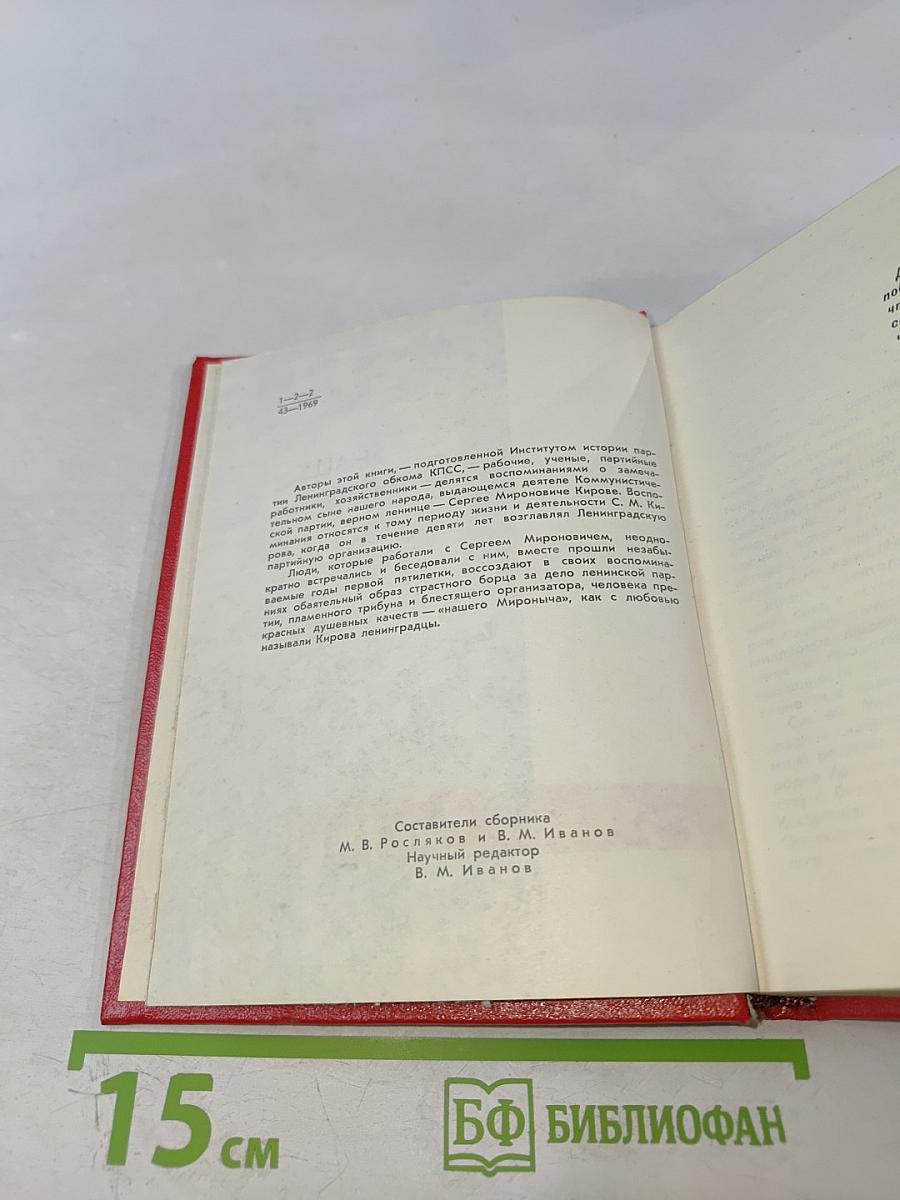 1—2—2
43—1969
Авторы этой книги, — подготовленной Институтом истории пар-
тии Ленинградского обкома КПСС, — рабочие, ученые, партийные
работники, хозяйственники — делятся воспоминаниями о замеча-
тельном сыне нашего народа, выдающемся деятеле Коммунистиче-
ской партии, верном ленинце — Сергее Мироновиче Кирове. Воспо-
минания относятся к тому периоду жизни и деятельности С. М. Ки-
рова, когда он в течение девяти лет возглавлял Ленинградскую
партийную организацию.
Люди, которые работали с Сергеем Мироновичем, неодно-
кратно встречались и беседовали с ним, вместе прошли незабы-
ваемые годы первой пятилетки, воссоздают в своих воспомина-
ниях обаятельный образ страстного борца за дело ленинской пар-
тии, пламенного трибуна и блестящего организатора, человека пре-
красных душевных качеств — «нашего Мироныча», как с любовью
называли Кирова ленинградцы.
Составители сборника
М. В. Росляков и В. М. Иванов
Научный редактор
В. М. Иванов
15 см
БФ БИБЛИОФАН